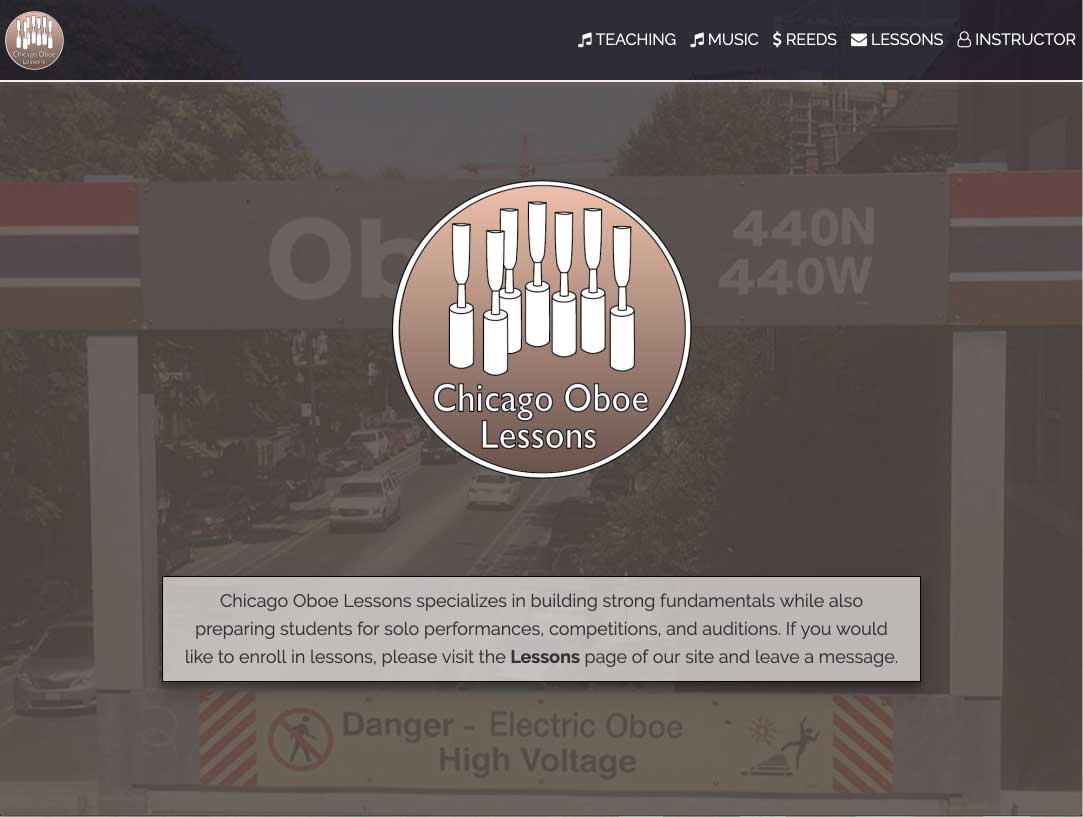 Chicago Oboe
Lessons
TEACHING MUSIC $ REEDS LESSONS INSTRUCTOR
Ob
440N
440W
Chicago Oboe
Lessons
Chicago Oboe Lessons specializes in building strong fundamentals while also
preparing students for solo performances, competitions, and auditions. If you would
like to enroll in lessons, please visit the Lessons page of our site and leave a message.
Danger - Electric Oboe
High Voltage